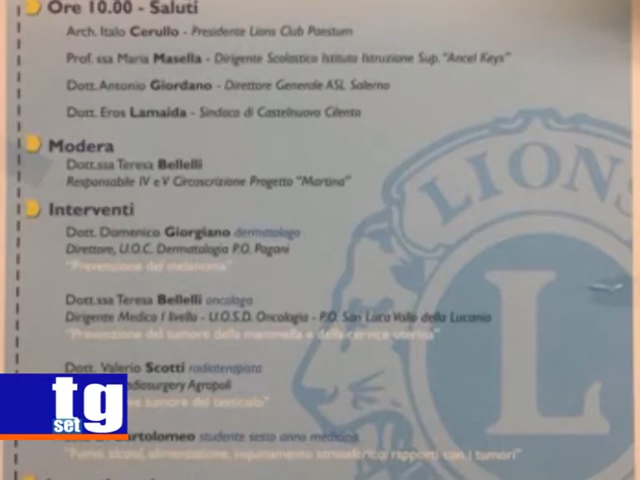 Ore 10.00 - Saluti
Arch. Italo Cerullo - Presidente Lions Club Paestum
Prof. ssa Maria Masella - Dirigente Scolastico Istituto Istruzione Sup. "Ancel Keys"
Dott. Antonio Giordano - Direttore Generale ASL Salerno
Dott. Eros Lamaida - Sindaco di Castelnuovo Cilento
Modera
Dott.ssa Teresa Bellelli
Responsabile IV e V Circoscrizione Progetto "Martina"
Interventi
Dott. Domenico Giorgiano dermatologo
Direttore, U.O.C. Dermatologia P.O. Pagani
"Prevenzione del melanoma"
Dott.ssa Teresa Bellelli oncologa
Dirigente Medico I livello - U.O.S.D. Oncologia - P.O. San Luca Vallo della Lucania
"Prevenzione del tumore della mammella e della cervice uterina"
Dott. Valerio Scotti radioterapista
Agropoli
tumore del testicolo"
Bartolomeo studente sesto anno medicina
"Fumo, alcool, alimentazione, inquinamento atmosferico: rapporti con i tumori"
LIONS
L
tg
set